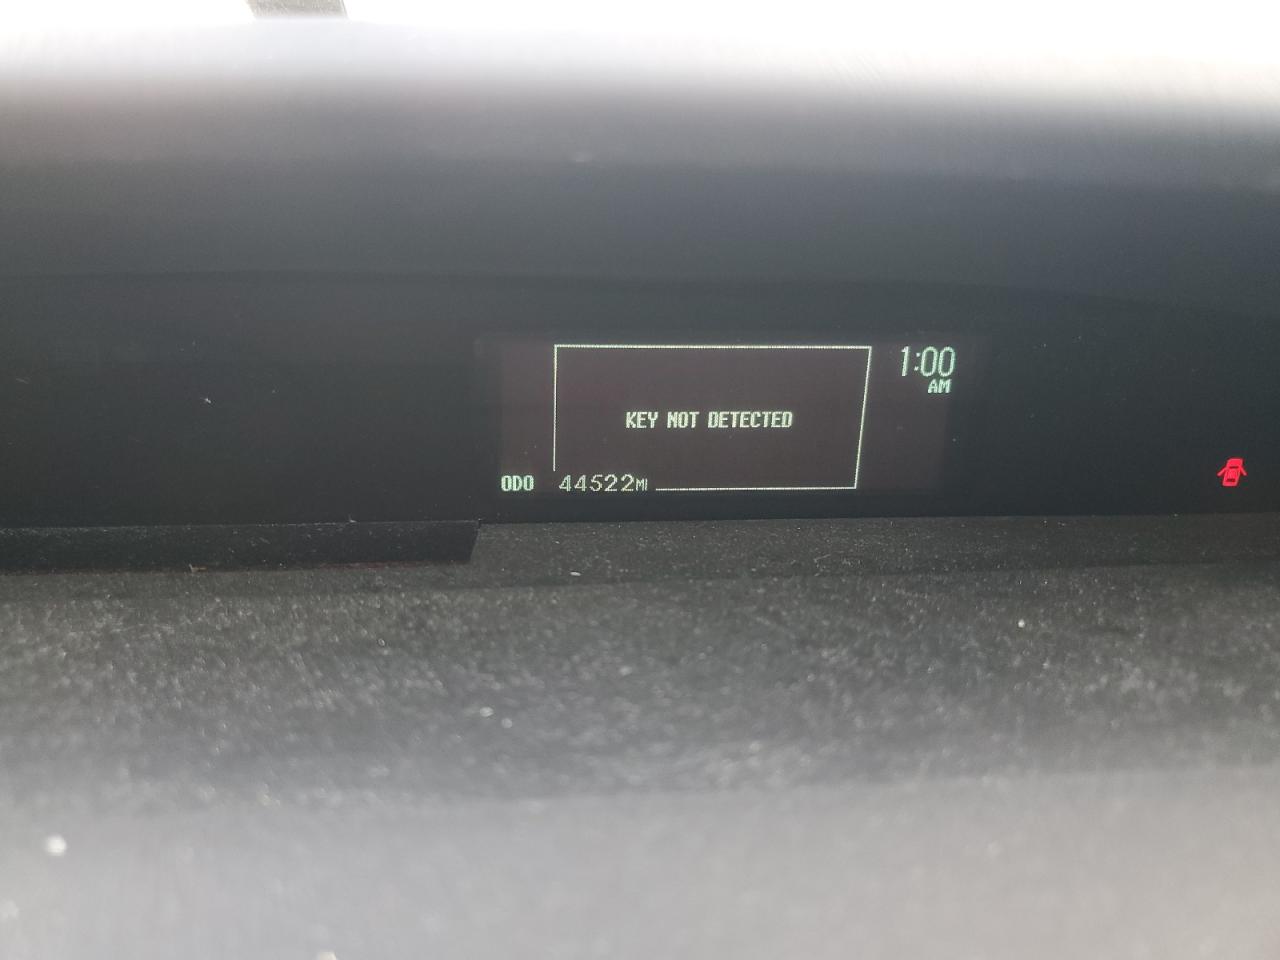 1:00
AM
KEY NOT DETECTED
ODO 44522MI